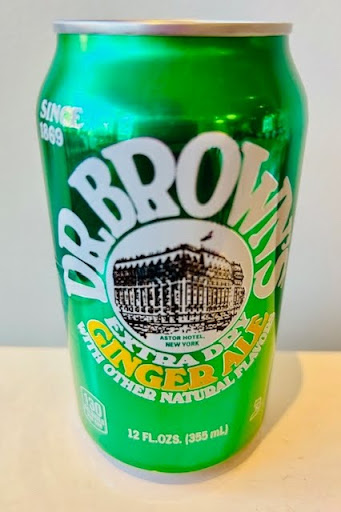 SINCE
1869
DR. BROWN'S
ASTOR HOTEL,
NEW YORK
EXTRA DRY
GINGER ALE
WITH OTHER NATURAL FLAVORS
130
12 FL.OZS. (355 ml.)